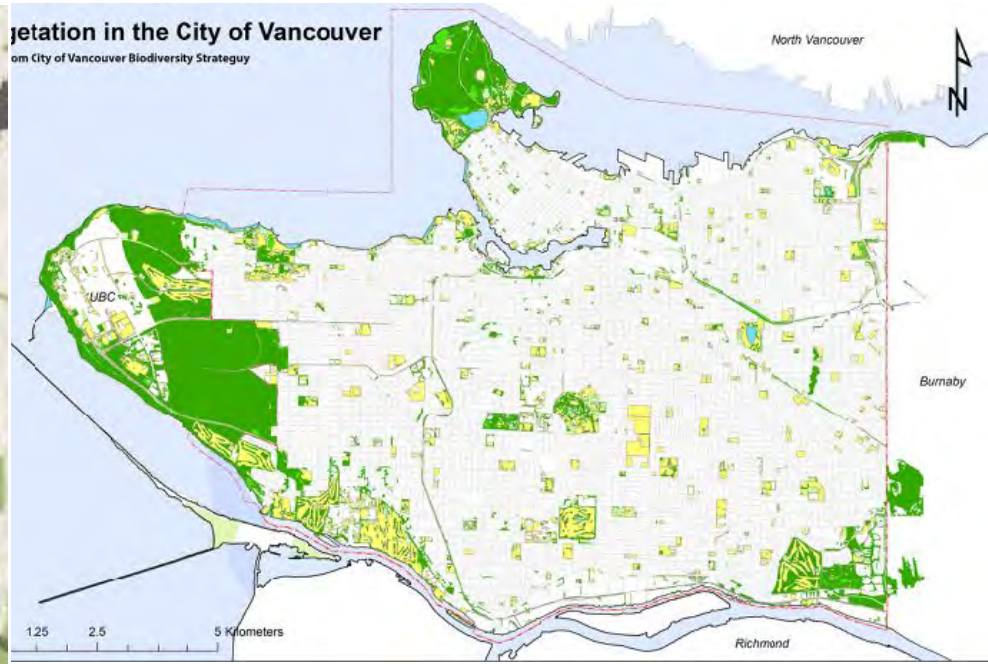 getation in the City of Vancouver
om City of Vancouver Biodiversity Strateguy
North Vancouver
N
UBC
Burnaby
1.25 2.5 5 Kilometers
Richmond